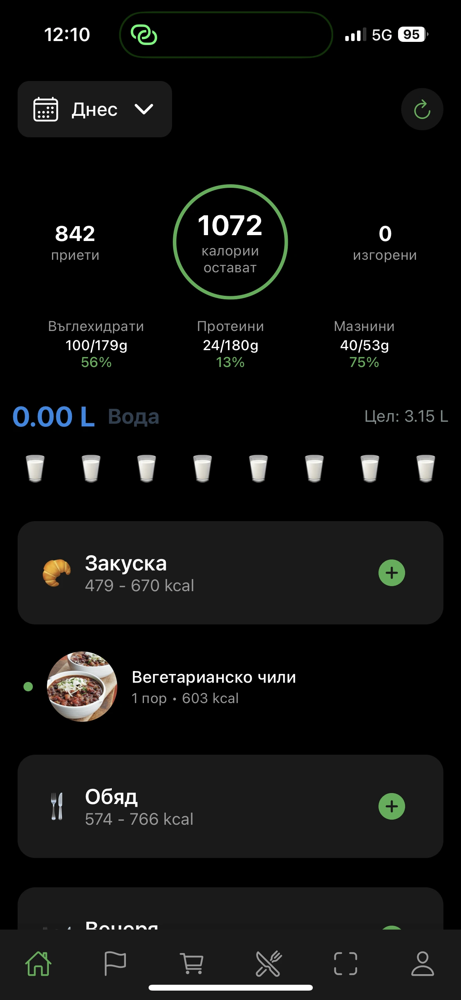 12:10
5G 95
Днес
842
приети
1072
калории
остават
0
изгорени
Въглехидрати
100/179g
56%
Протеини
24/180g
13%
Мазнини
40/53g
75%
0.00 L Вода
Цел: 3.15 L
Закуска
479 - 670 kcal
Вегетарианско чили
1 пор • 603 kcal
Обяд
574 - 766 kcal
Вечеря